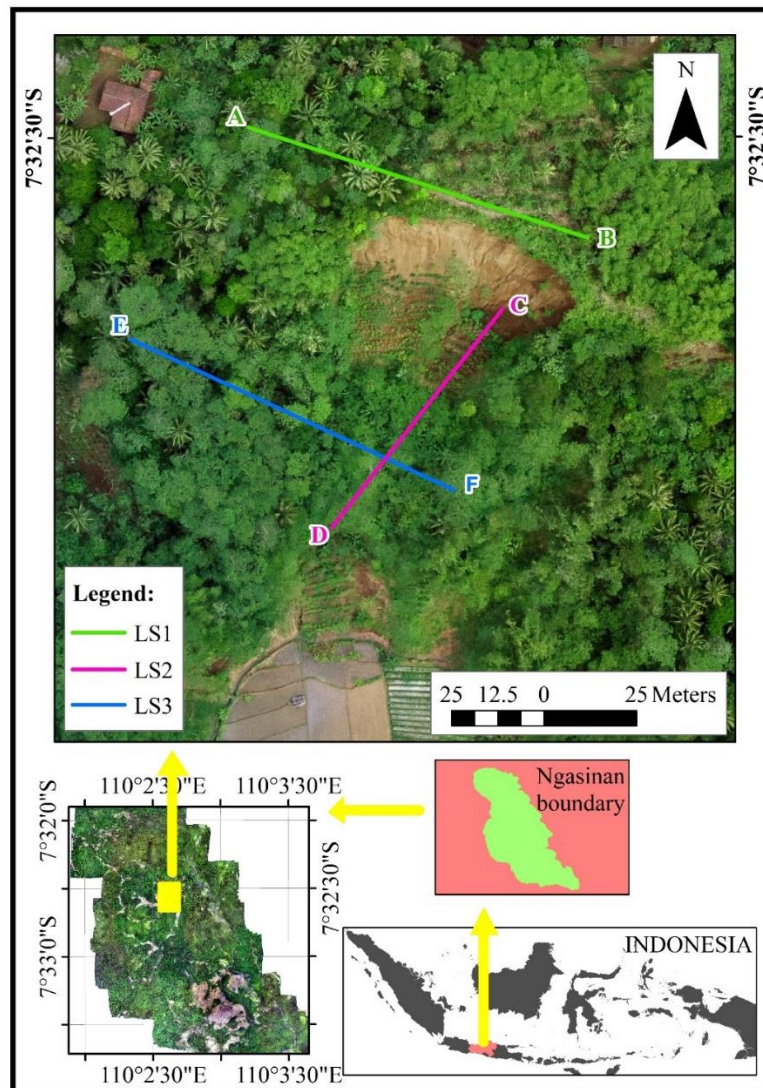 N
7°32'30"S
7°32'30"S
A
B
C
E
F
D
Legend:
LS1
LS2
LS3
25 12.5 0 25 Meters
110°2'30"E 110°3'30"E
7°32'0"S
7°32'30"S
7°33'0"S
110°2'30"E 110°3'30"E
Ngasinan
boundary
INDONESIA